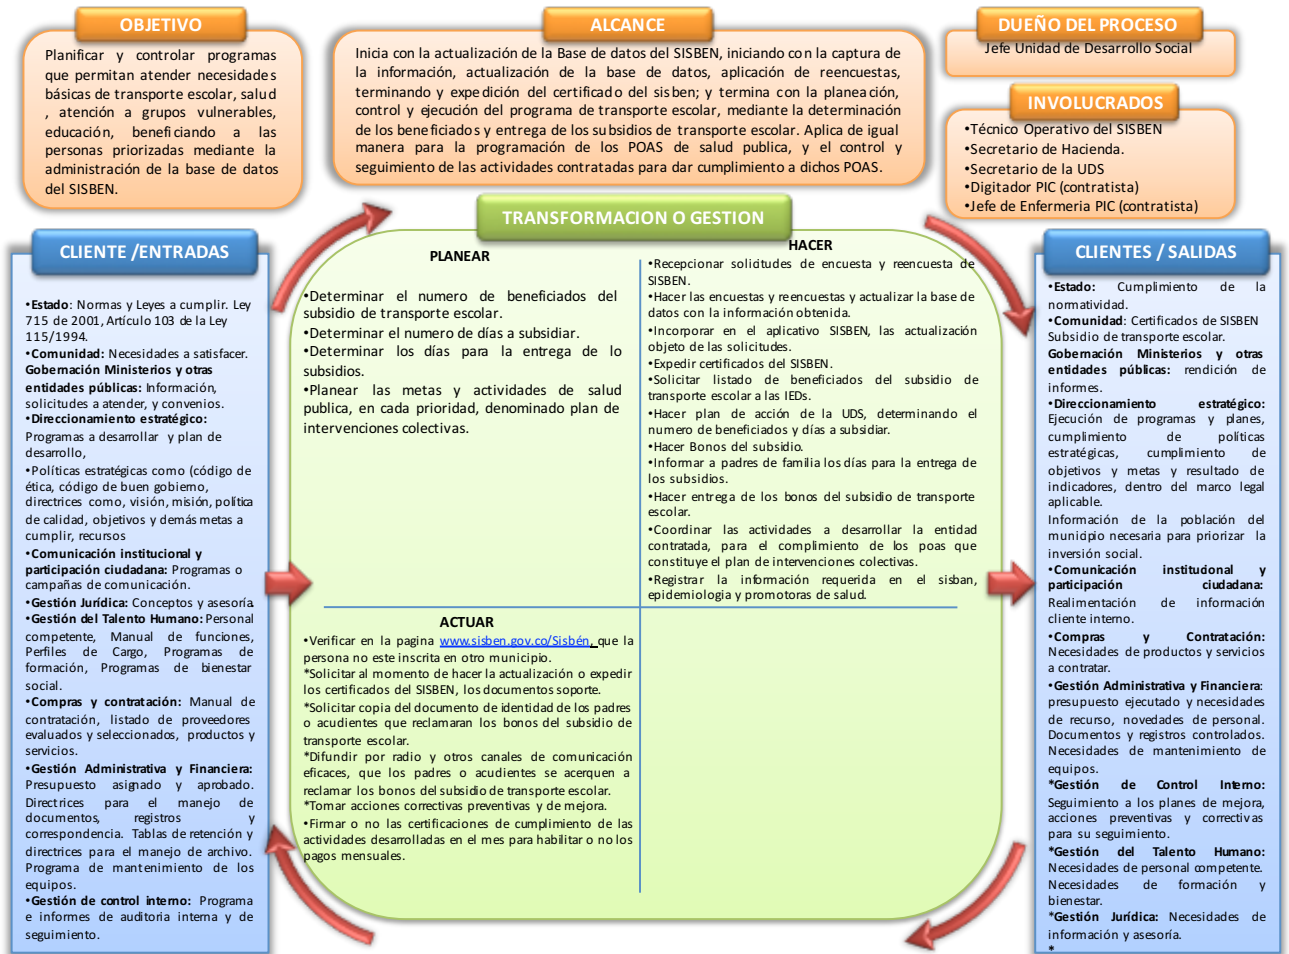 OBJETIVO
Planificar y controlar programas
que permitan atender necesidades
básicas de transporte escolar, salud
, atención a grupos vulnerables,
educación, beneficiando a las
personas priorizadas mediante la
administración de la base de datos
del SISBEN.
ALCANCE
Inicia con la actualización de la Base de datos del SISBEN, iniciando con la captura de
la información, actualización de la base de datos, aplicación de reencuestas,
terminando y expedición del certificado del sisben; y termina con la planeación,
control y ejecución del programa de transporte escolar, mediante la determinación
de los beneficiados y entrega de los subsidios de transporte escolar. Aplica de igual
manera para la programación de los POAS de salud publica, y el control y
seguimiento de las actividades contratadas para dar cumplimiento a dichos POAS.
DUEÑO DEL PROCESO
Jefe Unidad de Desarrollo Social
INVOLUCRADOS
•Técnico Operativo del SISBEN
•Secretario de Hacienda.
•Secretario de la UDS
•Digitador PIC (contratista)
•Jefe de Enfermeria PIC (contratista)
CLIENTE /ENTRADAS
•Estado: Normas y Leyes a cumplir. Ley
715 de 2001, Artículo 103 de la Ley
115/1994.
•Comunidad: Necesidades a satisfacer.
Gobernación Ministerios y otras
entidades públicas: Información,
solicitudes a atender, y convenios.
•Direccionamiento estratégico:
Programas a desarrollar y plan de
desarrollo,
•Políticas estratégicas como (código de
ética, código de buen gobierno,
directrices como, visión, misión, política
de calidad, objetivos y demás metas a
cumplir, recursos
•Comunicación institucional y
participación ciudadana: Programas o
campañas de comunicación.
•Gestión Jurídica: Conceptos y asesoría.
•Gestión del Talento Humano: Personal
competente, Manual de funciones,
Perfiles de Cargo, Programas de
formación, Programas de bienestar
social.
•Compras y contratación: Manual de
contratación, listado de proveedores
evaluados y seleccionados, productos y
servicios.
•Gestión Administrativa y Financiera:
Presupuesto asignado y aprobado.
Directrices para el manejo de
documentos, registros y
correspondencia. Tablas de retención y
directrices para el manejo de archivo.
Programa de mantenimiento de los
equipos.
•Gestión de control interno: Programa
e informes de auditoria interna y de
seguimiento.
TRANSFORMACION O GESTION
PLANEAR
•Determinar el numero de beneficiados del
subsidio de transporte escolar.
•Determinar el numero de días a subsidiar.
•Determinar los días para la entrega de lo
subsidios.
•Planear las metas y actividades de salud
publica, en cada prioridad, denominado plan de
intervenciones colectivas.
HACER
•Recepcionar solicitudes de encuesta y reencuesta de
SISBEN.
•Hacer las encuestas y reencuestas y actualizar la base de
datos con la información obtenida.
•Incorporar en el aplicativo SISBEN, las actualización
objeto de las solicitudes.
•Expedir certificados del SISBEN.
•Solicitar listado de beneficiados del subsidio de
transporte escolar a las IEDs.
•Hacer plan de acción de la UDS, determinando el
numero de beneficiados y días a subsidiar.
•Hacer Bonos del subsidio.
•Informar a padres de familia los días para la entrega de
los subsidios.
•Hacer entrega de los bonos del subsidio de transporte
escolar.
•Coordinar las actividades a desarrollar la entidad
contratada, para el complimiento de los poas que
constituye el plan de intervenciones colectivas.
•Registrar la información requerida en el sisban,
epidemiologia y promotoras de salud.
ACTUAR
•Verificar en la pagina www.sisben.gov.co/Sisbén, que la
persona no este inscrita en otro municipio.
*Solicitar al momento de hacer la actualización o expedir
los certificados del SISBEN, los documentos soporte.
*Solicitar copia del documento de identidad de los padres
o acudientes que reclamaran los bonos del subsidio de
transporte escolar.
*Difundir por radio y otros canales de comunicación
eficaces, que los padres o acudientes se acerquen a
reclamar los bonos del subsidio de transporte escolar.
*Tomar acciones correctivas preventivas y de mejora.
•Firmar o no las certificaciones de cumplimiento de las
actividades desarrolladas en el mes para habilitar o no los
pagos mensuales.
CLIENTES / SALIDAS
•Estado: Cumplimiento de la
normatividad.
•Comunidad: Certificados de SISBEN
Subsidio de transporte escolar.
Gobernación Ministerios y otras
entidades públicas: rendición de
informes.
•Direccionamiento estratégico:
Ejecución de programas y planes,
cumplimiento de políticas
estratégicas, cumplimiento de
objetivos y metas y resultado de
indicadores, dentro del marco legal
aplicable.
Información de la población del
municipio necesaria para priorizar la
inversión social.
•Comunicación institucional y
participación ciudadana:
Realimentación de información
cliente interno.
•Compras y Contratación:
Necesidades de productos y servicios
a contratar.
•Gestión Administrativa y Financiera:
presupuesto ejecutado y necesidades
de recurso, novedades de personal.
Documentos y registros controlados.
Necesidades de mantenimiento de
equipos.
*Gestión de Control Interno:
Seguimiento a los planes de mejora,
acciones preventivas y correctivas
para su seguimiento.
*Gestión del Talento Humano:
Necesidades de personal competente.
Necesidades de formación y
bienestar.
*Gestión Jurídica: Necesidades de
información y asesoría.
*